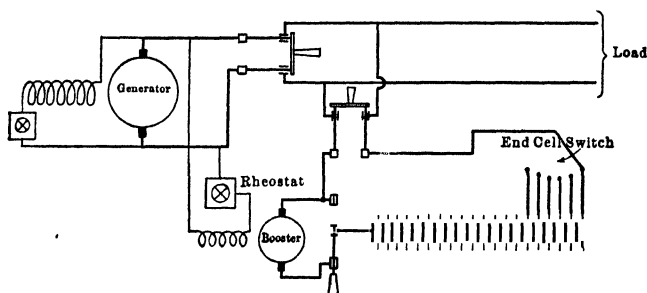 Generator
Load
End Cell Switch
Rheostat
Booster